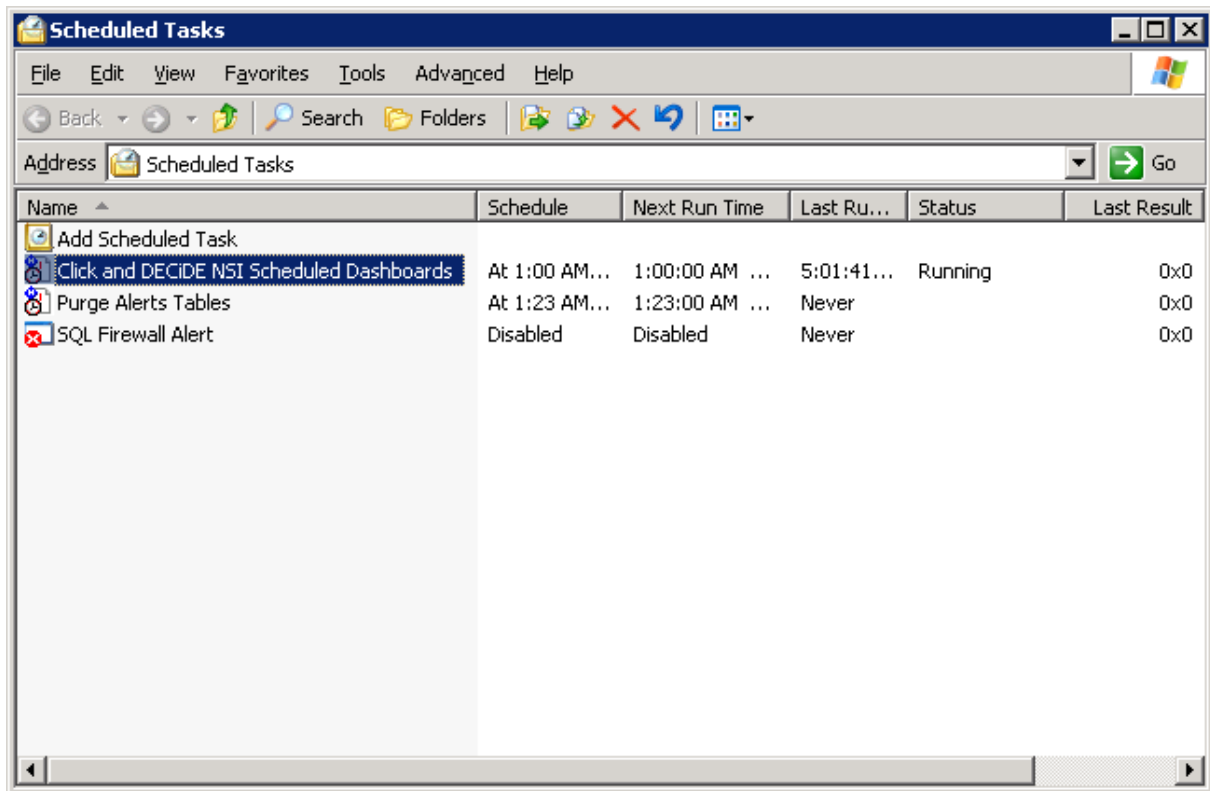 Scheduled Tasks
File Edit View Favorites Tools Advanced Help
Back Search Folders
Address Scheduled Tasks Go
Name Schedule Next Run Time Last Ru... Status Last Result
Add Scheduled Task
Click and DECiDE NSI Scheduled Dashboards At 1:00 AM... 1:00:00 AM ... 5:01:41... Running 0x0
Purge Alerts Tables At 1:23 AM... 1:23:00 AM ... Never 0x0
SQL Firewall Alert Disabled Disabled Never 0x0